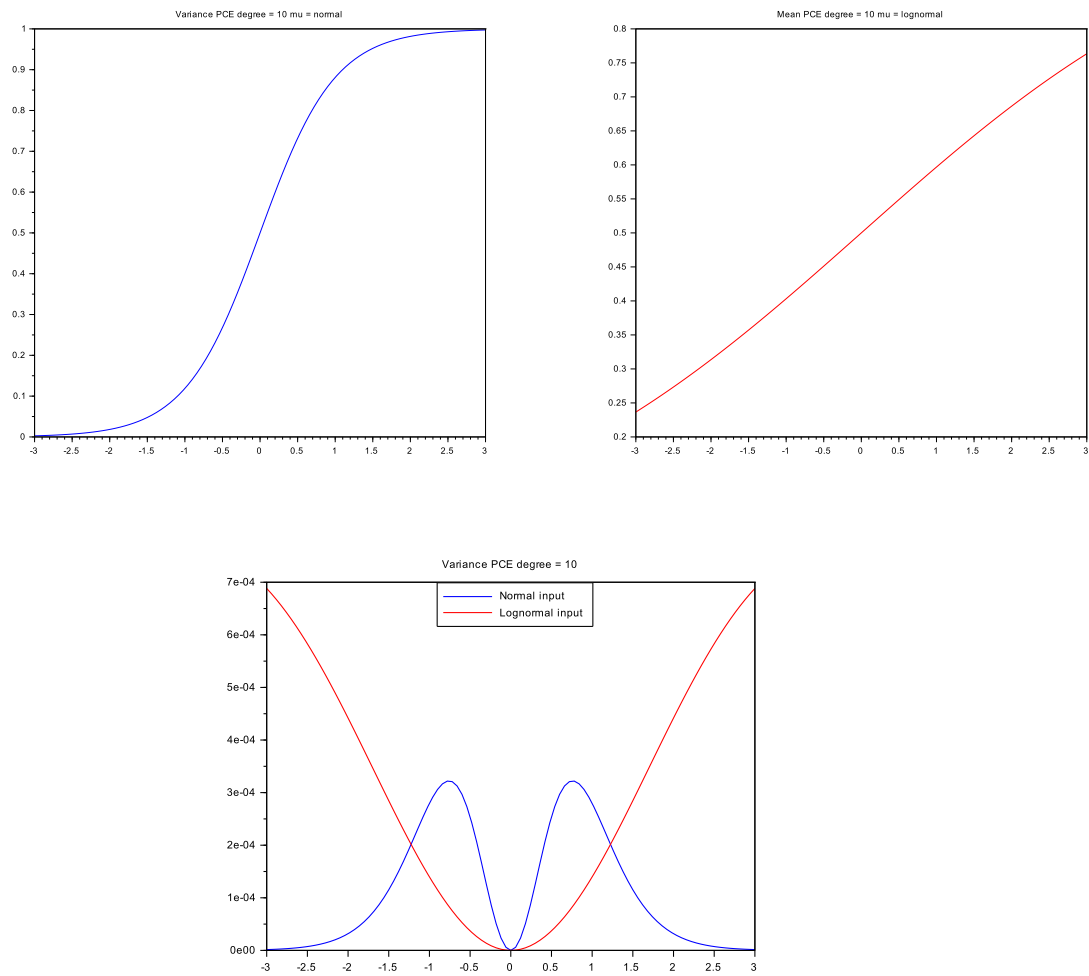 Variance PCE degree = 10 mu = normal
1
0.9
0.8
0.7
0.6
0.5
0.4
0.3
0.2
0.1
0
-3 -2.5 -2 -1.5 -1 -0.5 0 0.5 1 1.5 2 2.5 3
Mean PCE degree = 10 mu = lognormal
0.8
0.75
0.7
0.65
0.6
0.55
0.5
0.45
0.4
0.35
0.3
0.25
0.2
-3 -2.5 -2 -1.5 -1 -0.5 0 0.5 1 1.5 2 2.5 3
Variance PCE degree = 10
7e-04
6e-04
5e-04
4e-04
3e-04
2e-04
1e-04
0e00
Normal input
Lognormal input
-3 -2.5 -2 -1.5 -1 -0.5 0 0.5 1 1.5 2 2.5 3